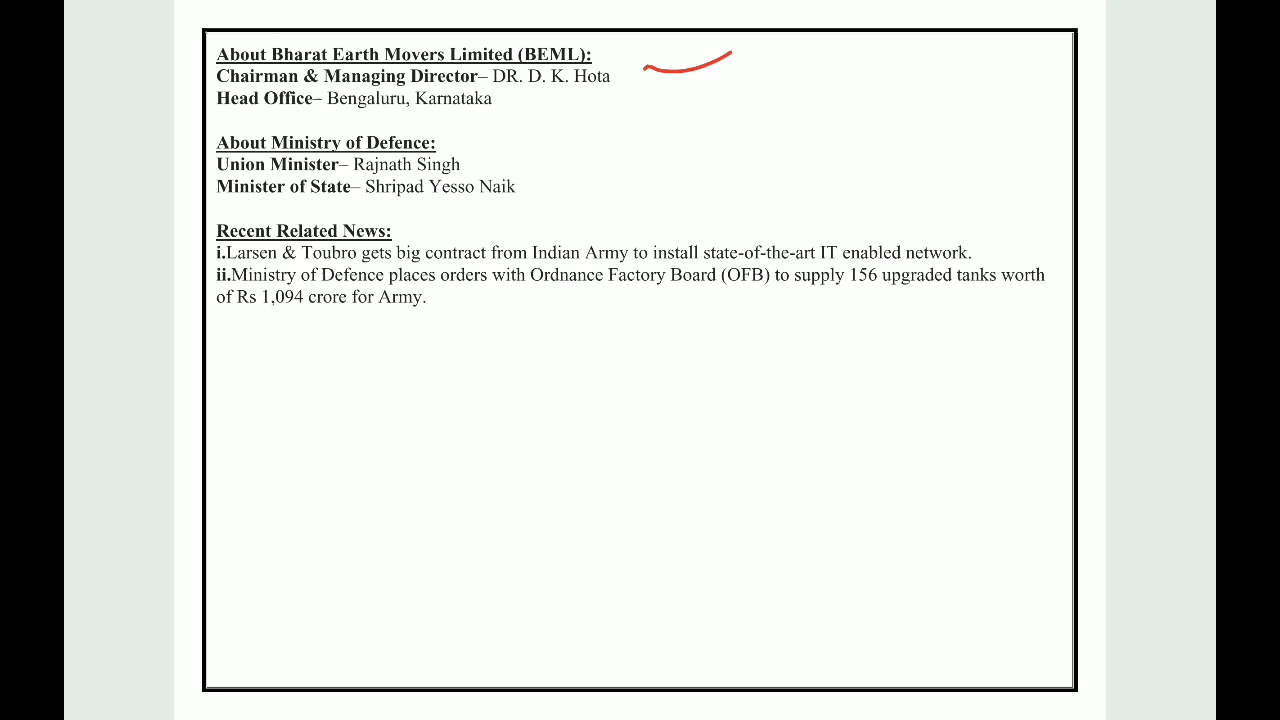 About Bharat Earth Movers Limited (BEML):
Chairman & Managing Director– DR. D. K. Hota
Head Office– Bengaluru, Karnataka
About Ministry of Defence:
Union Minister– Rajnath Singh
Minister of State– Shripad Yesso Naik
Recent Related News:
i.Larsen & Toubro gets big contract from Indian Army to install state-of-the-art IT enabled network.
ii.Ministry of Defence places orders with Ordnance Factory Board (OFB) to supply 156 upgraded tanks worth
of Rs 1,094 crore for Army.